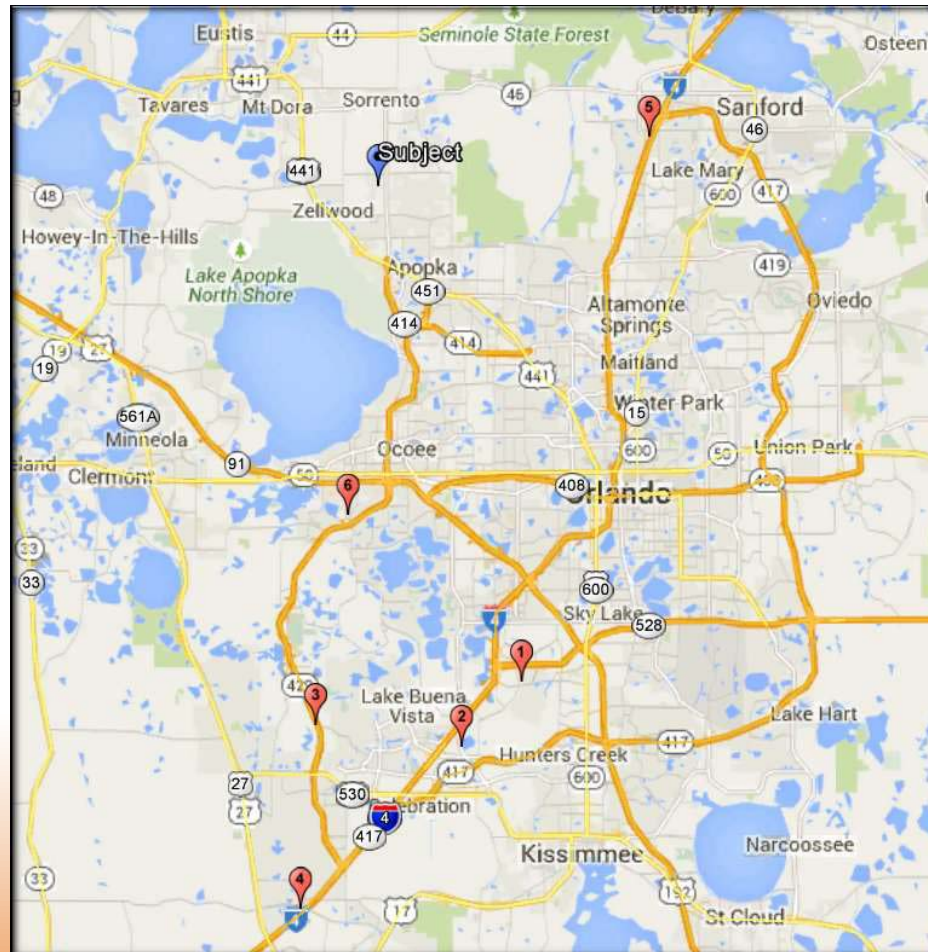 DeBary
Eustis
44
Seminole State Forest
Osteen
441
4
Tavares
Mt Dora
Sorrento
46
5
Sanford
46
Subject
441
Lake Mary
600
417
48
Zellwood
Howey-In-The-Hills
Lake Apopka
North Shore
Apopka
419
451
Altamonte
Springs
Oviedo
414
414
19
27
19
Maitland
441
561A
Minneola
15
Winter Park
Ocoee
600
50
Union Park
91
50
Clermont
408
408
6
Orlando
33
33
600
4
Sky Lake
528
1
429
3
Lake Buena
Vista
2
Lake Hart
417
Hunters Creek
417
27
600
27
530
Celebration
4
417
Kissimmee
Narcoossee
33
4
192
4
17
St Cloud